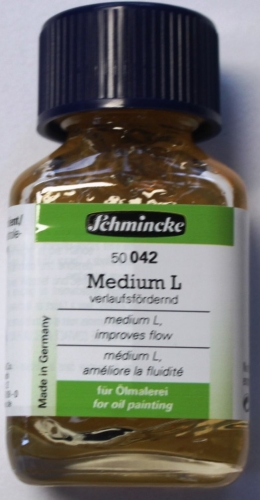 Schmincke
50 042
Medium L
verlaufsfördernd
medium L,
improves flow
médium L,
améliore la fluidité
für Ölmalerei
for oil painting
Made in Germany